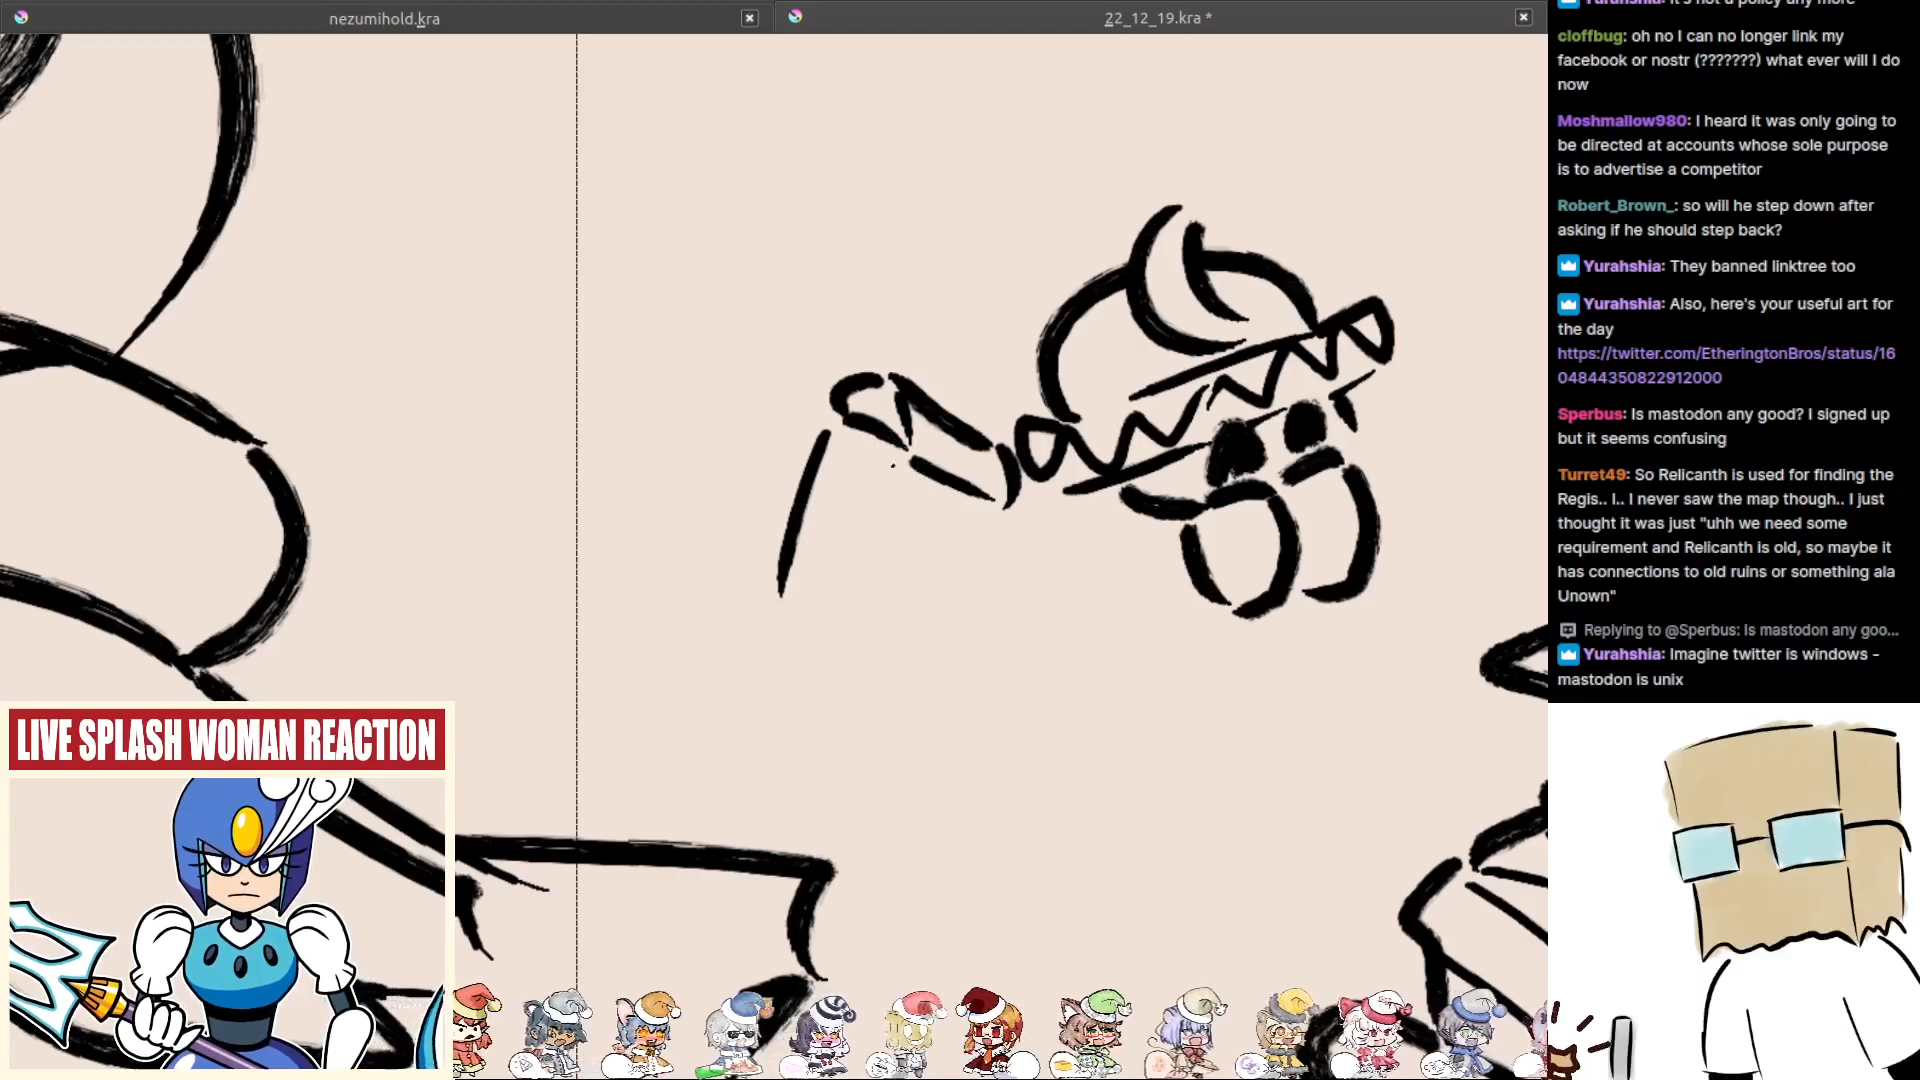 nezumihold.kra
22_12_19.kra *
Yurahshia: It's not a policy any more
cloffbug: oh no I can no longer link my
facebook or nostr (???????) what ever will I do
now
Moshmallow980: I heard it was only going to
be directed at accounts whose sole purpose
is to advertise a competitor
Robert_Brown_: so will he step down after
asking if he should step back?
Yurahshia: They banned linktree too
Yurahshia: Also, here's your useful art for
the day
https://twitter.com/EtheringtonBros/status/16
04844350822912000
Sperbus: Is mastodon any good? I signed up
but it seems confusing
Turret49: So Relicanth is used for finding the
Regis.. I.. I never saw the map though.. I just
thought it was just "uhh we need some
requirement and Relicanth is old, so maybe it
has connections to old ruins or something ala
Unown"
Replying to @Sperbus: Is mastodon any goo...
Yurahshia: Imagine twitter is windows -
mastodon is unix
LIVE SPLASH WOMAN REACTION